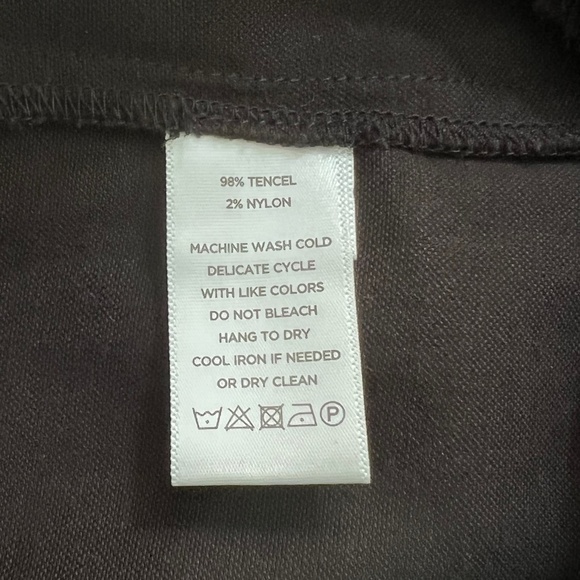 98% TENCEL
2% NYLON
MACHINE WASH COLD
DELICATE CYCLE
WITH LIKE COLORS
DO NOT BLEACH
HANG TO DRY
COOL IRON IF NEEDED
OR DRY CLEAN
P